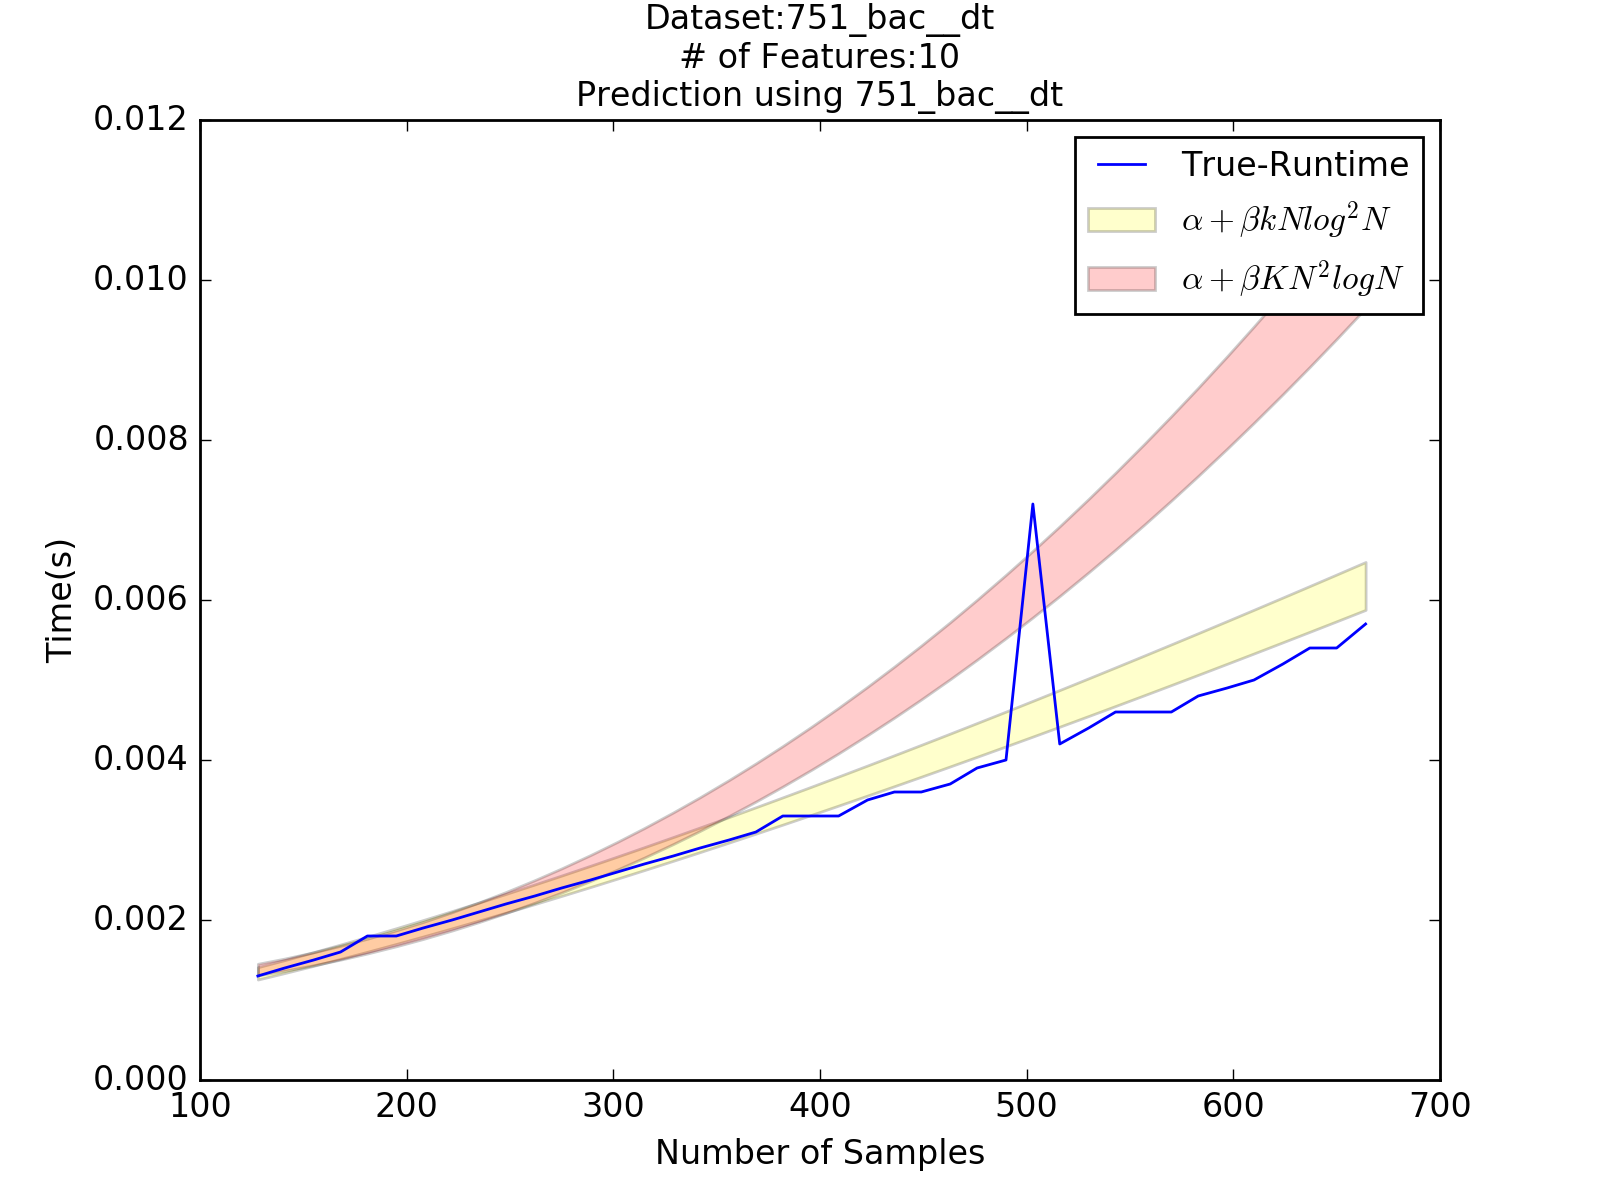 Dataset:751_bac__dt
# of Features:10
Prediction using 751_bac__dt
0.012
0.010
0.008
0.006
0.004
0.002
0.000
Time(s)
True-Runtime
α + βkNlog²N
α + βKN²logN
100 200 300 400 500 600 700
Number of Samples